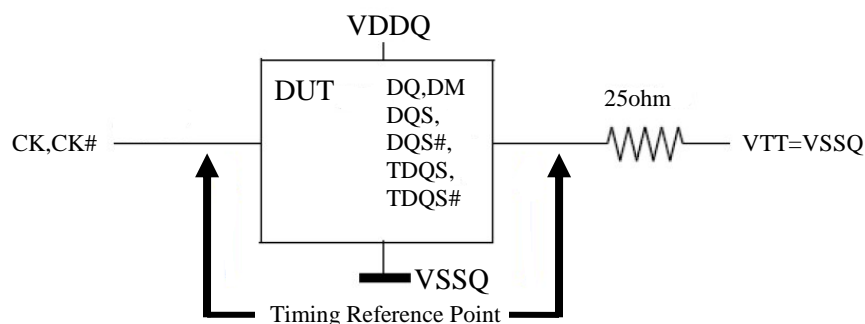 VDDQ
DUT
DQ,DM
DQS,
DQS#,
TDQS,
TDQS#
CK,CK#
25ohm
VTT=VSSQ
VSSQ
Timing Reference Point